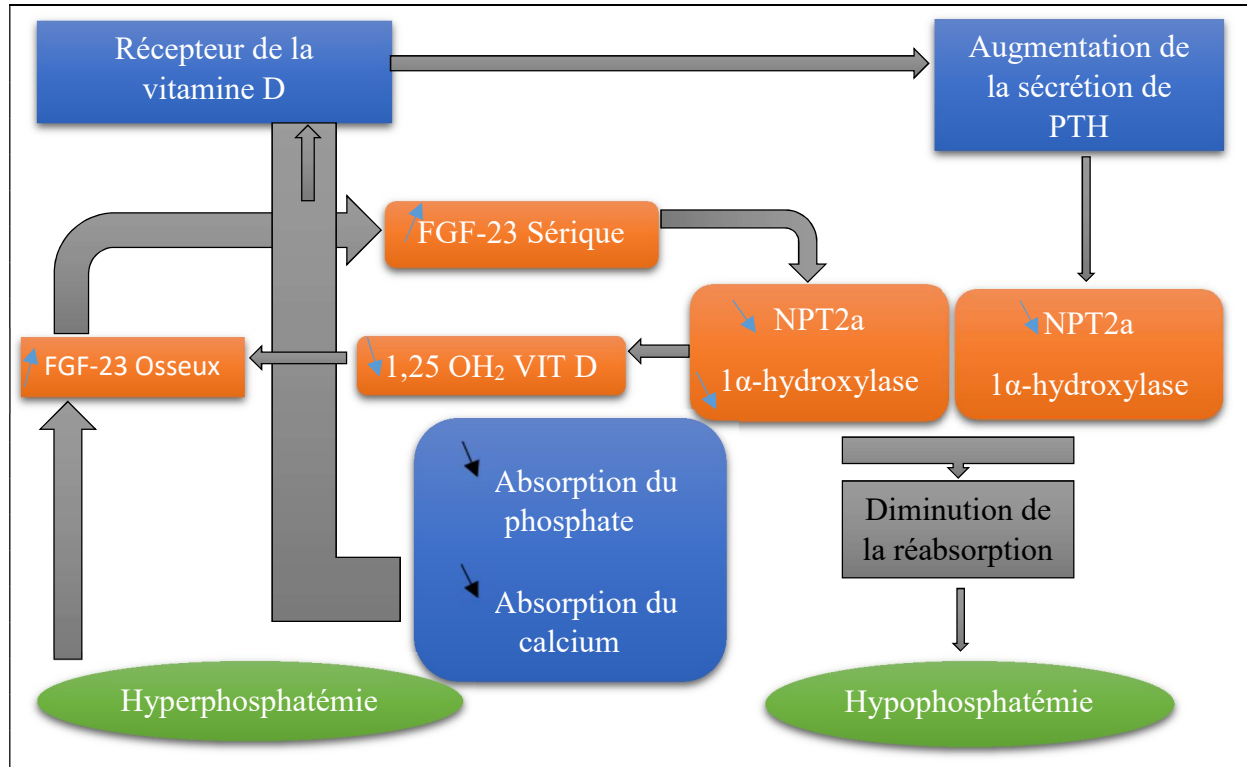 Récepteur de la
vitamine D
Augmentation de
la sécrétion de
PTH
FGF-23 Sérique
FGF-23 Osseux
1,25 OH₂ VIT D
NPT2a
1α-hydroxylase
NPT2a
1α-hydroxylase
Absorption du
phosphate
Absorption du
calcium
Diminution de
la réabsorption
Hyperphosphatémie
Hypophosphatémie